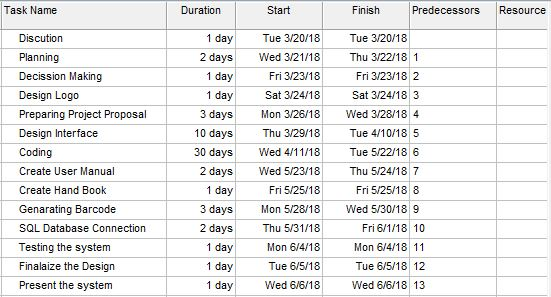 Task Name Duration Start Finish Predecessors Resource
Discution 1 day Tue 3/20/18 Tue 3/20/18
Planning 2 days Wed 3/21/18 Thu 3/22/18 1
Decission Making 1 day Fri 3/23/18 Fri 3/23/18 2
Design Logo 1 day Sat 3/24/18 Sat 3/24/18 3
Preparing Project Proposal 3 days Mon 3/26/18 Wed 3/28/18 4
Design Interface 10 days Thu 3/29/18 Tue 4/10/18 5
Coding 30 days Wed 4/11/18 Tue 5/22/18 6
Create User Manual 2 days Wed 5/23/18 Thu 5/24/18 7
Create Hand Book 1 day Fri 5/25/18 Fri 5/25/18 8
Genarating Barcode 3 days Mon 5/28/18 Wed 5/30/18 9
SQL Database Connection 2 days Thu 5/31/18 Fri 6/1/18 10
Testing the system 1 day Mon 6/4/18 Mon 6/4/18 11
Finalaize the Design 1 day Tue 6/5/18 Tue 6/5/18 12
Present the system 1 day Wed 6/6/18 Wed 6/6/18 13